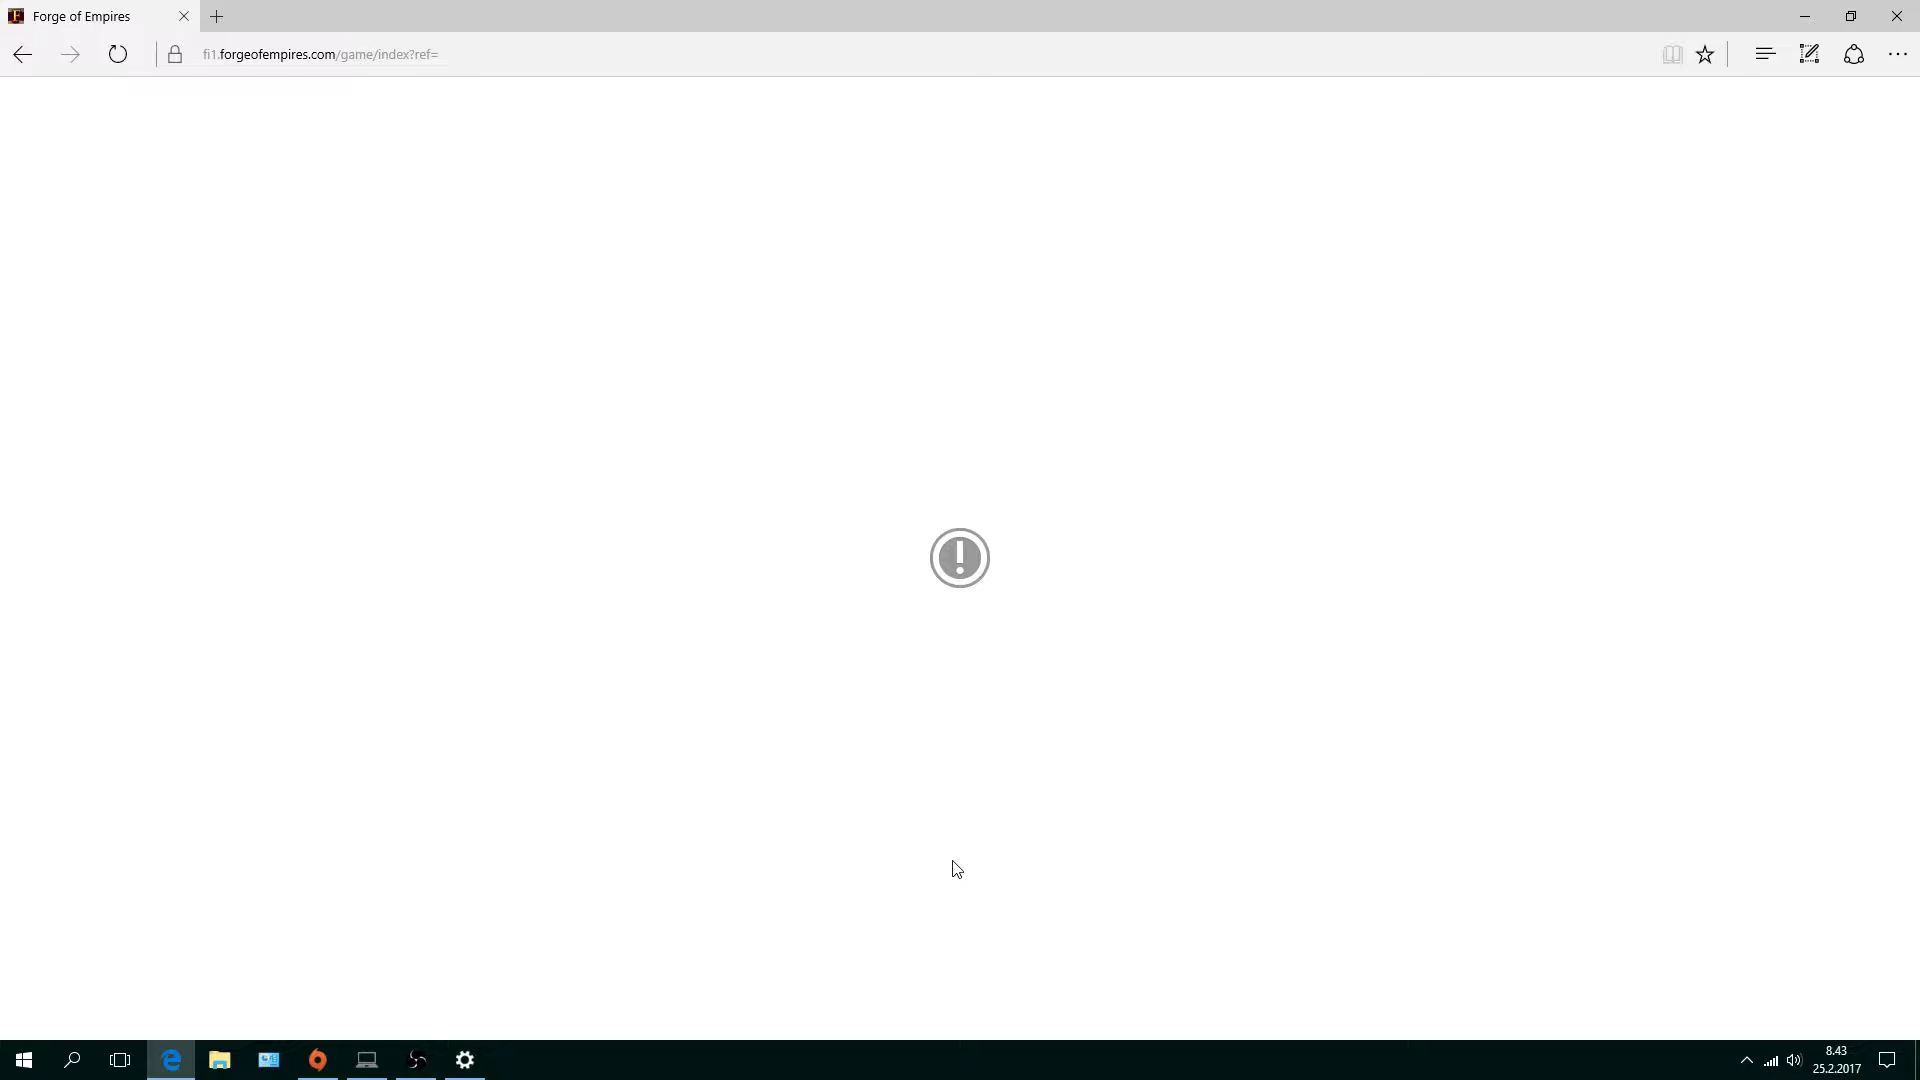 Forge of Empires
fi1.forgeofempires.com/game/index?ref=
8.43
25.2.2017